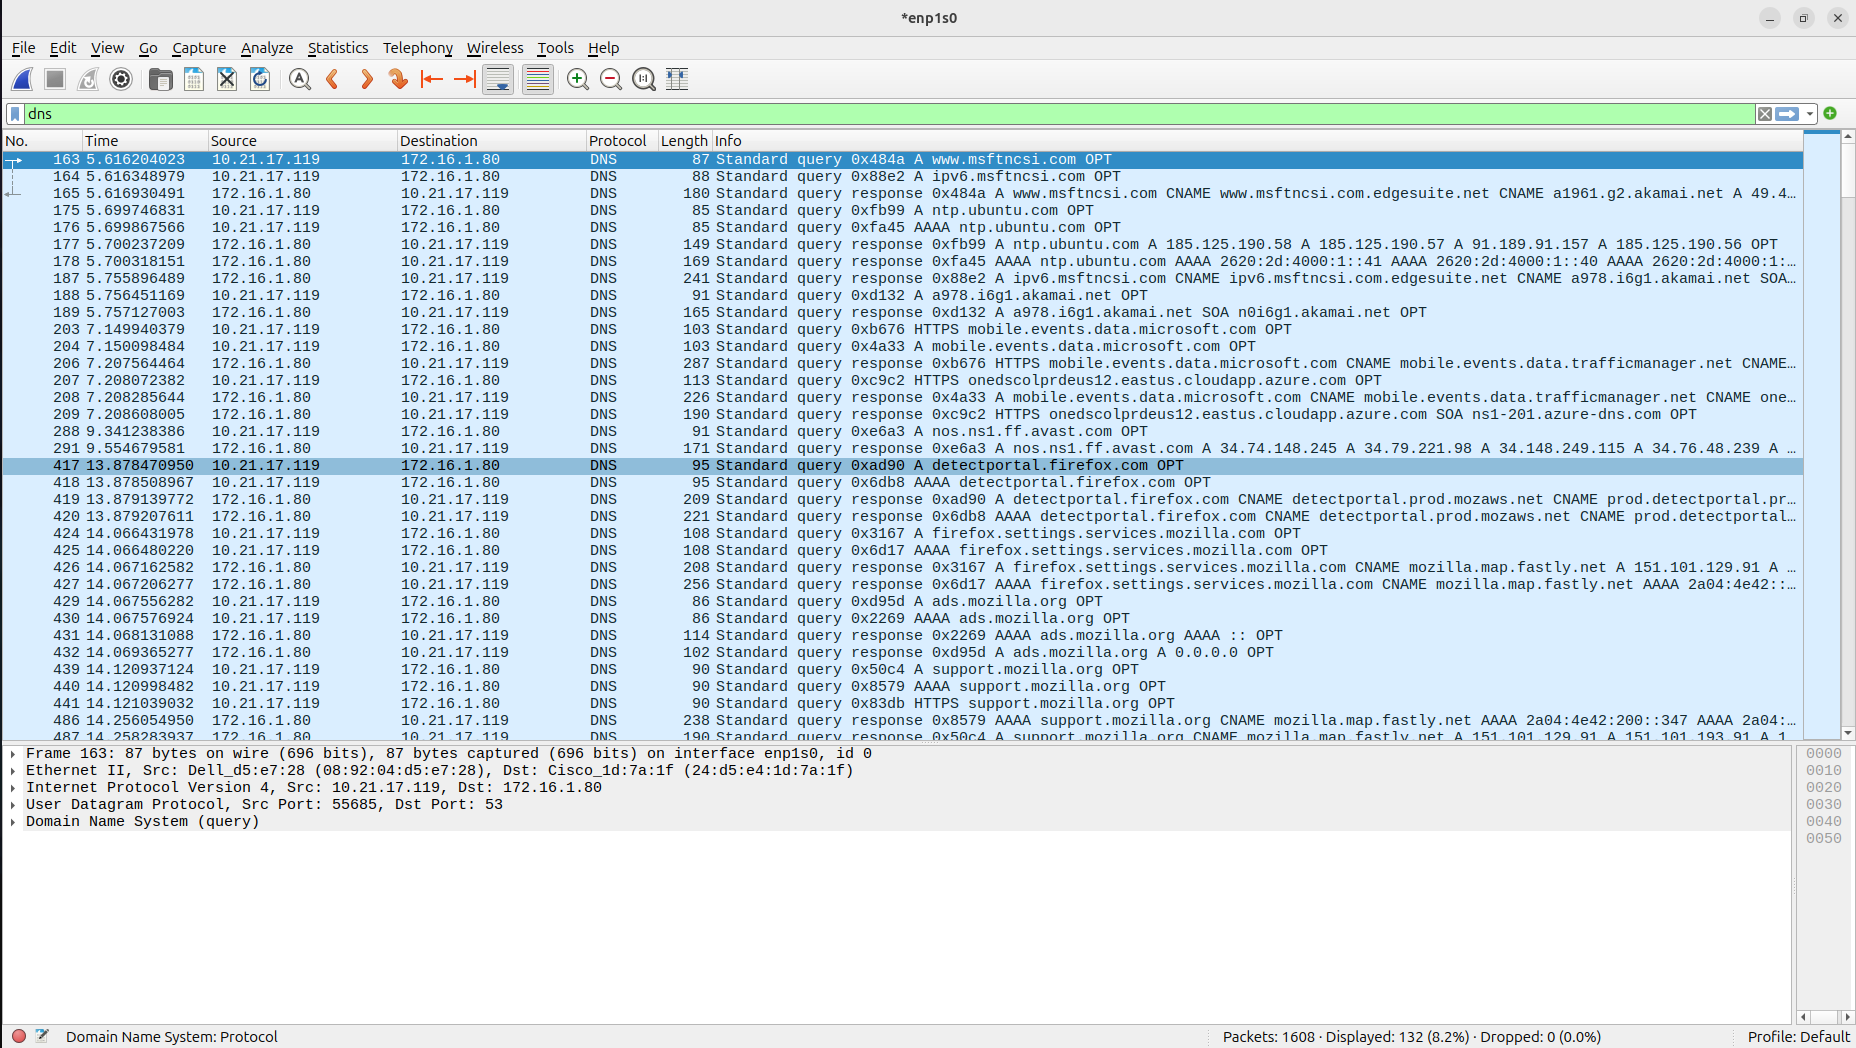 *enp1s0
File Edit View Go Capture Analyze Statistics Telephony Wireless Tools Help
dns
No. Time Source Destination Protocol Length Info
163 5.616204023 10.21.17.119 172.16.1.80 DNS 87 Standard query 0x484a A www.msftncsi.com OPT
164 5.616348979 10.21.17.119 172.16.1.80 DNS 88 Standard query 0x88e2 A ipv6.msftncsi.com OPT
165 5.616930491 172.16.1.80 10.21.17.119 DNS 180 Standard query response 0x484a A www.msftncsi.com CNAME www.msftncsi.com.edgesuite.net CNAME a1961.g2.akamai.net A 49.4…
175 5.699746831 10.21.17.119 172.16.1.80 DNS 85 Standard query 0xfb99 A ntp.ubuntu.com OPT
176 5.699867566 10.21.17.119 172.16.1.80 DNS 85 Standard query 0xfa45 AAAA ntp.ubuntu.com OPT
177 5.700237209 172.16.1.80 10.21.17.119 DNS 149 Standard query response 0xfb99 A ntp.ubuntu.com A 185.125.190.58 A 185.125.190.57 A 91.189.91.157 A 185.125.190.56 OPT
178 5.700318151 172.16.1.80 10.21.17.119 DNS 169 Standard query response 0xfa45 AAAA ntp.ubuntu.com AAAA 2620:2d:4000:1::41 AAAA 2620:2d:4000:1::40 AAAA 2620:2d:4000:1:…
187 5.755896489 172.16.1.80 10.21.17.119 DNS 241 Standard query response 0x88e2 A ipv6.msftncsi.com CNAME ipv6.msftncsi.com.edgesuite.net CNAME a978.i6g1.akamai.net SOA…
188 5.756451169 10.21.17.119 172.16.1.80 DNS 91 Standard query 0xd132 A a978.i6g1.akamai.net OPT
189 5.757127003 172.16.1.80 10.21.17.119 DNS 165 Standard query response 0xd132 A a978.i6g1.akamai.net SOA n0i6g1.akamai.net OPT
203 7.149940379 10.21.17.119 172.16.1.80 DNS 103 Standard query 0xb676 HTTPS mobile.events.data.microsoft.com OPT
204 7.150098484 10.21.17.119 172.16.1.80 DNS 103 Standard query 0x4a33 A mobile.events.data.microsoft.com OPT
206 7.207564464 172.16.1.80 10.21.17.119 DNS 287 Standard query response 0xb676 HTTPS mobile.events.data.microsoft.com CNAME mobile.events.data.trafficmanager.net CNAME…
207 7.208072382 10.21.17.119 172.16.1.80 DNS 113 Standard query 0xc9c2 HTTPS onedscolprdeus12.eastus.cloudapp.azure.com OPT
208 7.208285644 172.16.1.80 10.21.17.119 DNS 226 Standard query response 0x4a33 A mobile.events.data.microsoft.com CNAME mobile.events.data.trafficmanager.net CNAME one…
209 7.208608005 172.16.1.80 10.21.17.119 DNS 190 Standard query response 0xc9c2 HTTPS onedscolprdeus12.eastus.cloudapp.azure.com SOA ns1-201.azure-dns.com OPT
288 9.341238386 10.21.17.119 172.16.1.80 DNS 91 Standard query 0xe6a3 A nos.ns1.ff.avast.com OPT
291 9.554679581 172.16.1.80 10.21.17.119 DNS 171 Standard query response 0xe6a3 A nos.ns1.ff.avast.com A 34.74.148.245 A 34.79.221.98 A 34.148.249.115 A 34.76.48.239 A …
417 13.878470950 10.21.17.119 172.16.1.80 DNS 95 Standard query 0xad90 A detectportal.firefox.com OPT
418 13.878508967 10.21.17.119 172.16.1.80 DNS 95 Standard query 0x6db8 AAAA detectportal.firefox.com OPT
419 13.879139772 172.16.1.80 10.21.17.119 DNS 209 Standard query response 0xad90 A detectportal.firefox.com CNAME detectportal.prod.mozaws.net CNAME prod.detectportal.pr…
420 13.879207611 172.16.1.80 10.21.17.119 DNS 221 Standard query response 0x6db8 AAAA detectportal.firefox.com CNAME detectportal.prod.mozaws.net CNAME prod.detectportal…
424 14.066431978 10.21.17.119 172.16.1.80 DNS 108 Standard query 0x3167 A firefox.settings.services.mozilla.com OPT
425 14.066480220 10.21.17.119 172.16.1.80 DNS 108 Standard query 0x6d17 AAAA firefox.settings.services.mozilla.com OPT
426 14.067162582 172.16.1.80 10.21.17.119 DNS 208 Standard query response 0x3167 A firefox.settings.services.mozilla.com CNAME mozilla.map.fastly.net A 151.101.129.91 A …
427 14.067206277 172.16.1.80 10.21.17.119 DNS 256 Standard query response 0x6d17 AAAA firefox.settings.services.mozilla.com CNAME mozilla.map.fastly.net AAAA 2a04:4e42::…
429 14.067556282 10.21.17.119 172.16.1.80 DNS 86 Standard query 0xd95d A ads.mozilla.org OPT
430 14.067576924 10.21.17.119 172.16.1.80 DNS 86 Standard query 0x2269 AAAA ads.mozilla.org OPT
431 14.068131088 172.16.1.80 10.21.17.119 DNS 114 Standard query response 0x2269 AAAA ads.mozilla.org AAAA :: OPT
432 14.069365277 172.16.1.80 10.21.17.119 DNS 102 Standard query response 0xd95d A ads.mozilla.org A 0.0.0.0 OPT
439 14.120937124 10.21.17.119 172.16.1.80 DNS 90 Standard query 0x50c4 A support.mozilla.org OPT
440 14.120998482 10.21.17.119 172.16.1.80 DNS 90 Standard query 0x8579 AAAA support.mozilla.org OPT
441 14.121039032 10.21.17.119 172.16.1.80 DNS 90 Standard query 0x83db HTTPS support.mozilla.org OPT
486 14.256054950 172.16.1.80 10.21.17.119 DNS 238 Standard query response 0x8579 AAAA support.mozilla.org CNAME mozilla.map.fastly.net AAAA 2a04:4e42:200::347 AAAA 2a04:…
487 14.258283937 172.16.1.80 10.21.17.119 DNS 190 Standard query response 0x50c4 A support.mozilla.org CNAME mozilla.map.fastly.net A 151.101.129.91 A 151.101.193.91 A 1
Frame 163: 87 bytes on wire (696 bits), 87 bytes captured (696 bits) on interface enp1s0, id 0
Ethernet II, Src: Dell_d5:e7:28 (08:92:04:d5:e7:28), Dst: Cisco_1d:7a:1f (24:d5:e4:1d:7a:1f)
Internet Protocol Version 4, Src: 10.21.17.119, Dst: 172.16.1.80
User Datagram Protocol, Src Port: 55685, Dst Port: 53
Domain Name System (query)
0000
0010
0020
0030
0040
0050
Domain Name System: Protocol
Packets: 1608 · Displayed: 132 (8.2%) · Dropped: 0 (0.0%)
Profile: Default